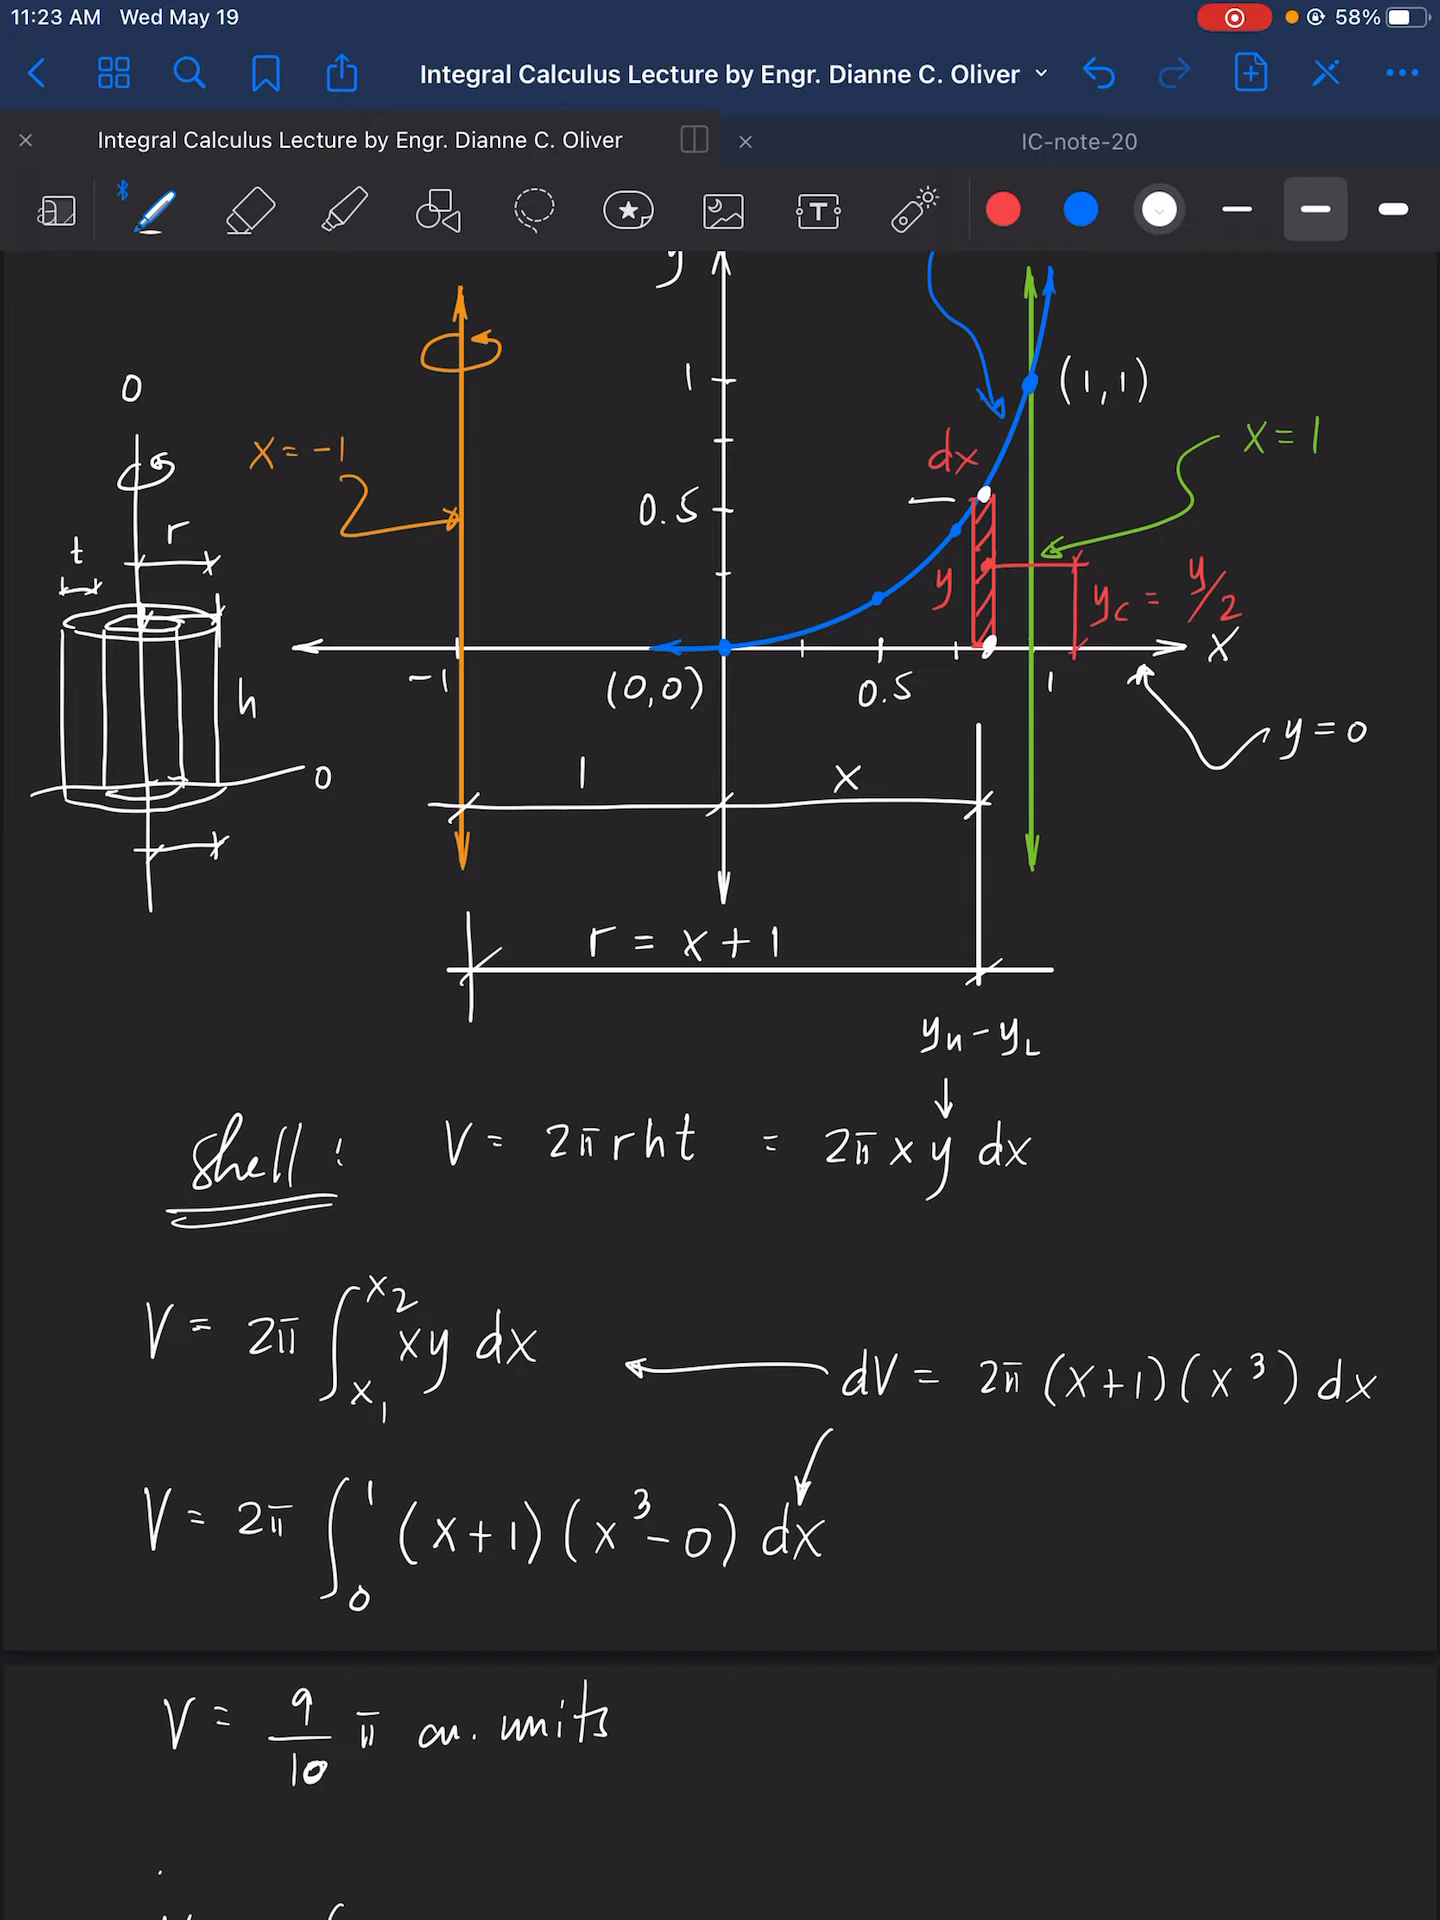 11:23 AM Wed May 19
58%
Integral Calculus Lecture by Engr. Dianne C. Oliver
Integral Calculus Lecture by Engr. Dianne C. Oliver
IC-note-20
T
y
1
(1,1)
0
x = -1
dx
x = 1
0.5
r
t
y
yc = y/2
x
-1
(0,0)
0.5
1
h
y = 0
0
1
x
r = x + 1
yu - yL
Shell:
V = 2π r h t = 2π x y dx
V = 2π ∫x₁^x₂ xy dx
dV = 2π (x+1)(x³) dx
V = 2π ∫₀¹ (x+1)(x³-0) dx
V = 9/10 π cu. units